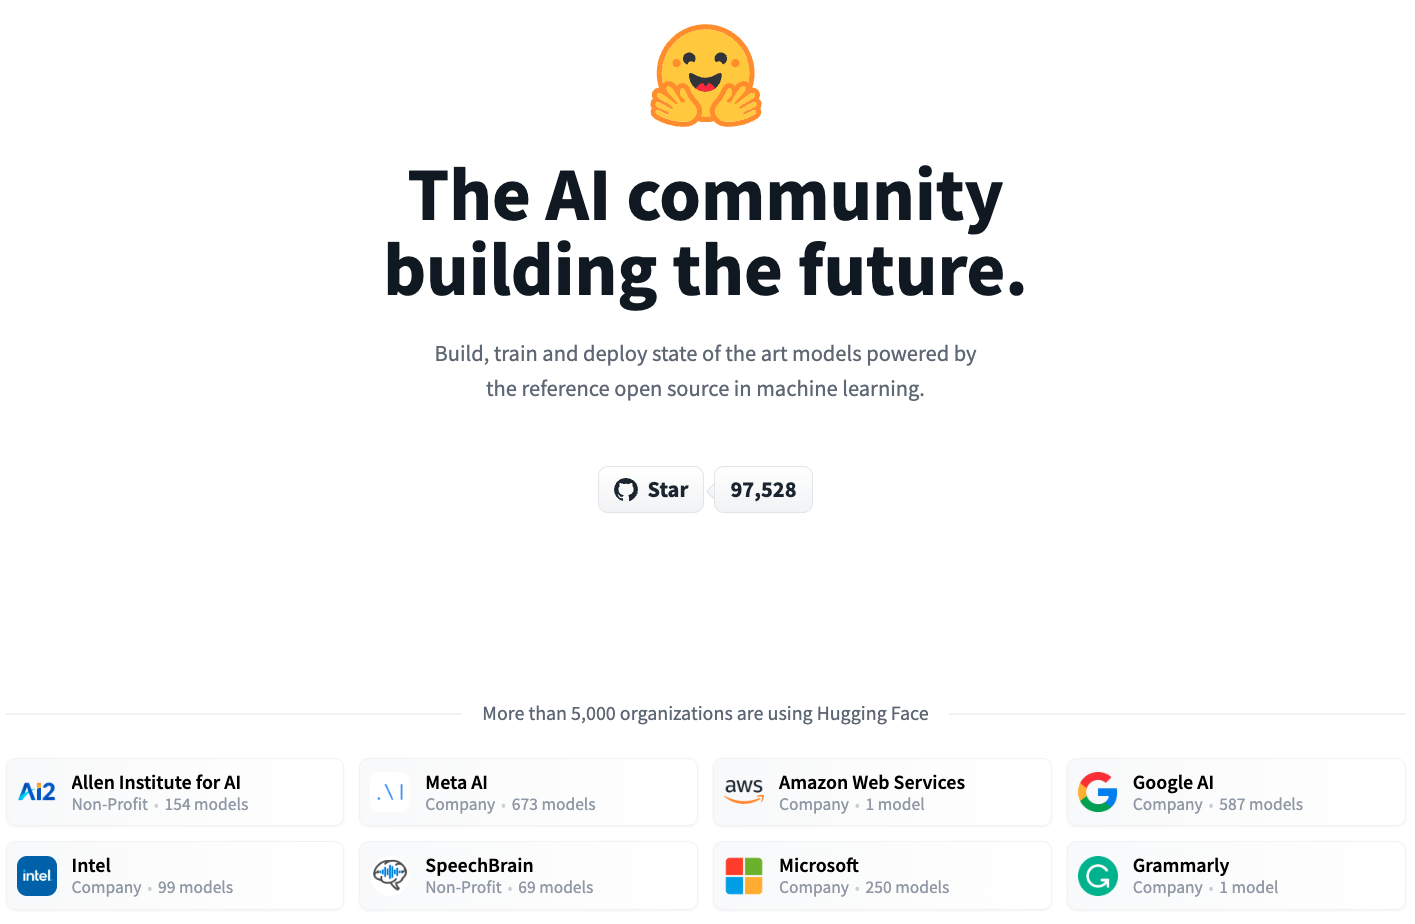 The AI community
building the future.
Build, train and deploy state of the art models powered by
the reference open source in machine learning.
Star 97,528
More than 5,000 organizations are using Hugging Face
Ai2
Allen Institute for AI
Non-Profit • 154 models
.\|
Meta AI
Company • 673 models
aws
Amazon Web Services
Company • 1 model
G
Google AI
Company • 587 models
intel
Intel
Company • 99 models
SpeechBrain
Non-Profit • 69 models
Microsoft
Company • 250 models
G
Grammarly
Company • 1 model